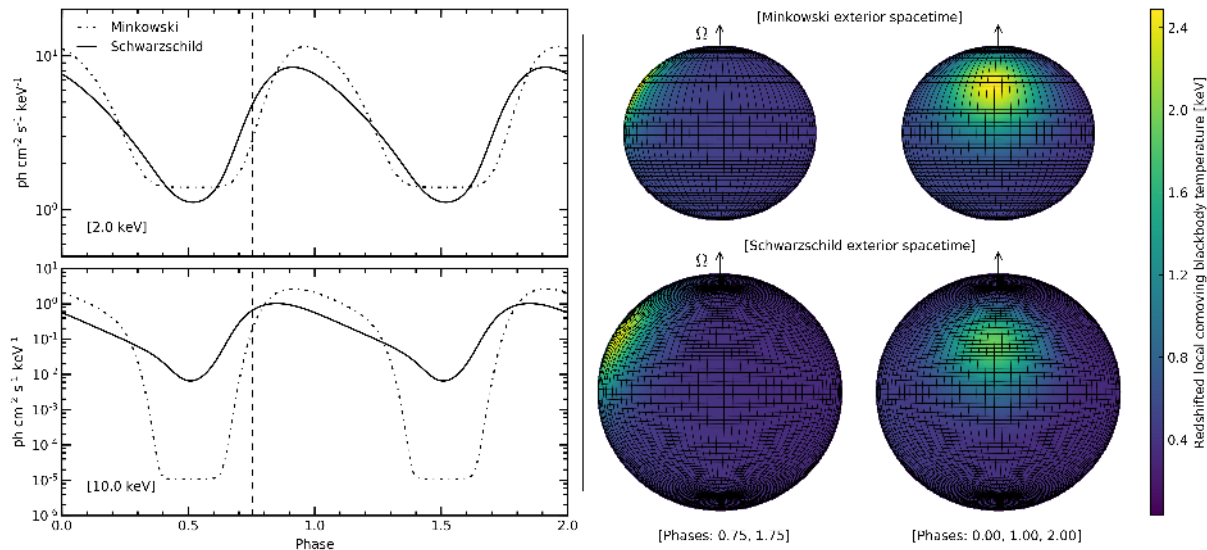 Minkowski
Schwarzschild
10¹
10⁰
ph cm⁻² s⁻¹ keV⁻¹
[2.0 keV]
10¹
10⁰
10⁻¹
10⁻²
10⁻³
10⁻⁴
10⁻⁵
10⁻⁶
ph cm⁻² s⁻¹ keV⁻¹
[10.0 keV]
0.0 0.5 1.0 1.5 2.0
Phase
[Minkowski exterior spacetime]
Ω
[Schwarzschild exterior spacetime]
Ω
[Phases: 0.75, 1.75] [Phases: 0.00, 1.00, 2.00]
2.4
2.0
1.6
1.2
0.8
0.4
Redshifted local comoving blackbody temperature [keV]